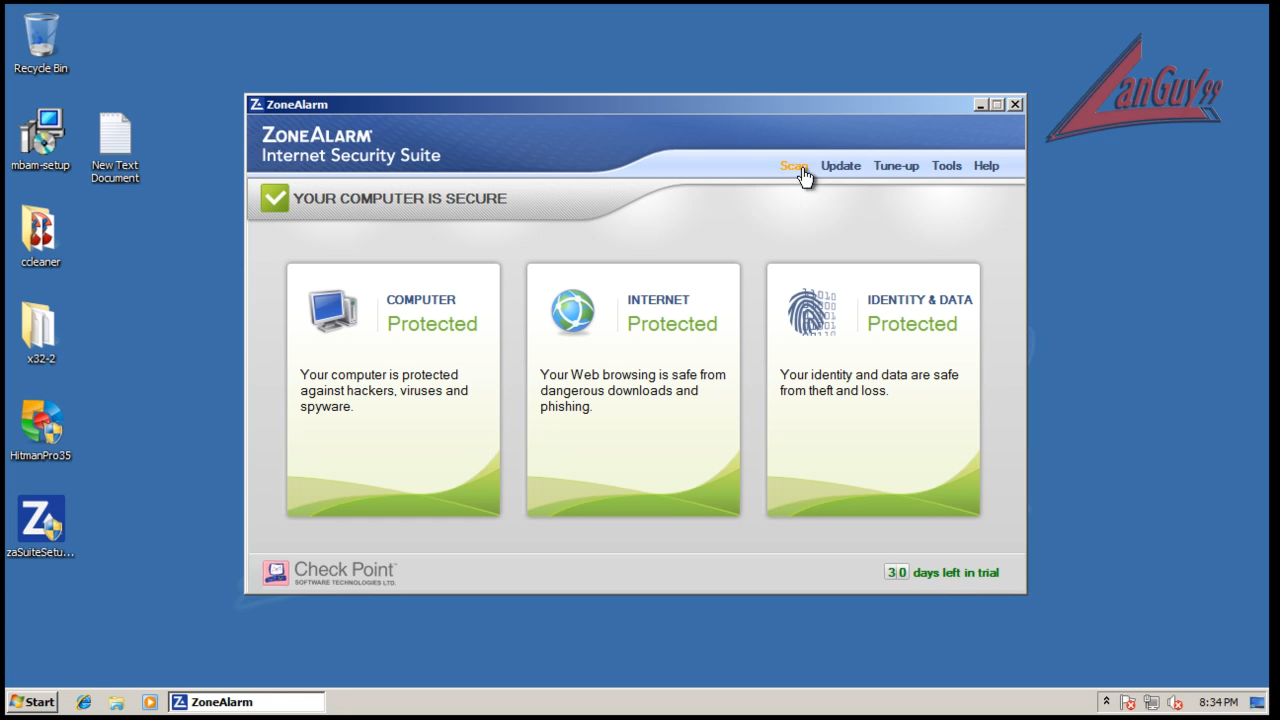 Recycle Bin
mbam-setup
New Text
Document
ccleaner
x32-2
HitmanPro35
zaSuiteSetu...
LanGuy99
ZoneAlarm
ZONEALARM
Internet Security Suite
Scan Update Tune-up Tools Help
YOUR COMPUTER IS SECURE
COMPUTER
Protected
Your computer is protected
against hackers, viruses and
spyware.
INTERNET
Protected
Your Web browsing is safe from
dangerous downloads and
phishing.
IDENTITY & DATA
Protected
Your identity and data are safe
from theft and loss.
Check Point
SOFTWARE TECHNOLOGIES LTD.
30 days left in trial
Start
ZoneAlarm
8:34 PM